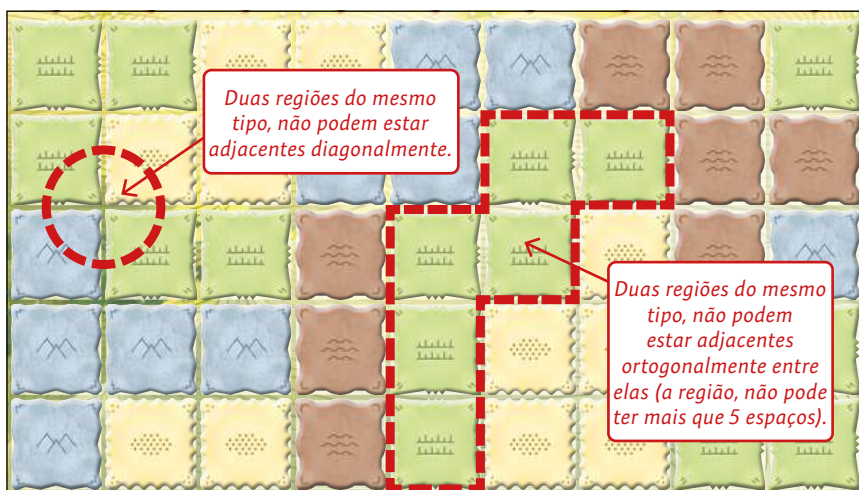 Duas regiões do mesmo
tipo, não podem estar
adjacentes diagonalmente.
Duas regiões do mesmo
tipo, não podem
estar adjacentes
ortogonalmente entre
elas (a região, não pode
ter mais que 5 espaços).